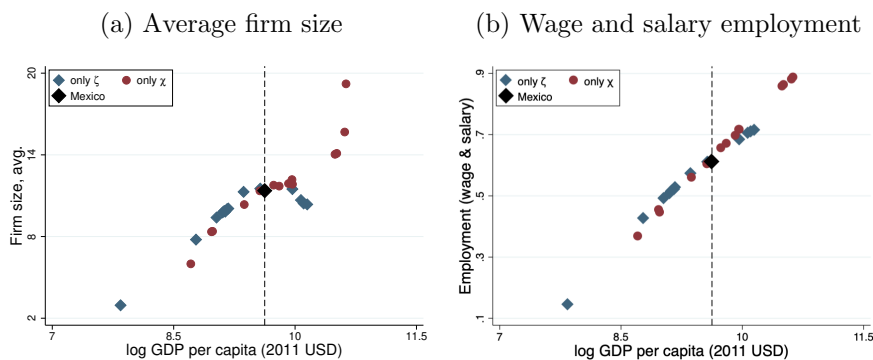 (a) Average firm size
20
14
8
2
Firm size, avg.
only ζ
only χ
Mexico
7
8.5
10
11.5
log GDP per capita (2011 USD)
(b) Wage and salary employment
.9
.7
.5
.3
.1
Employment (wage & salary)
only ζ
only χ
Mexico
7
8.5
10
11.5
log GDP per capita (2011 USD)